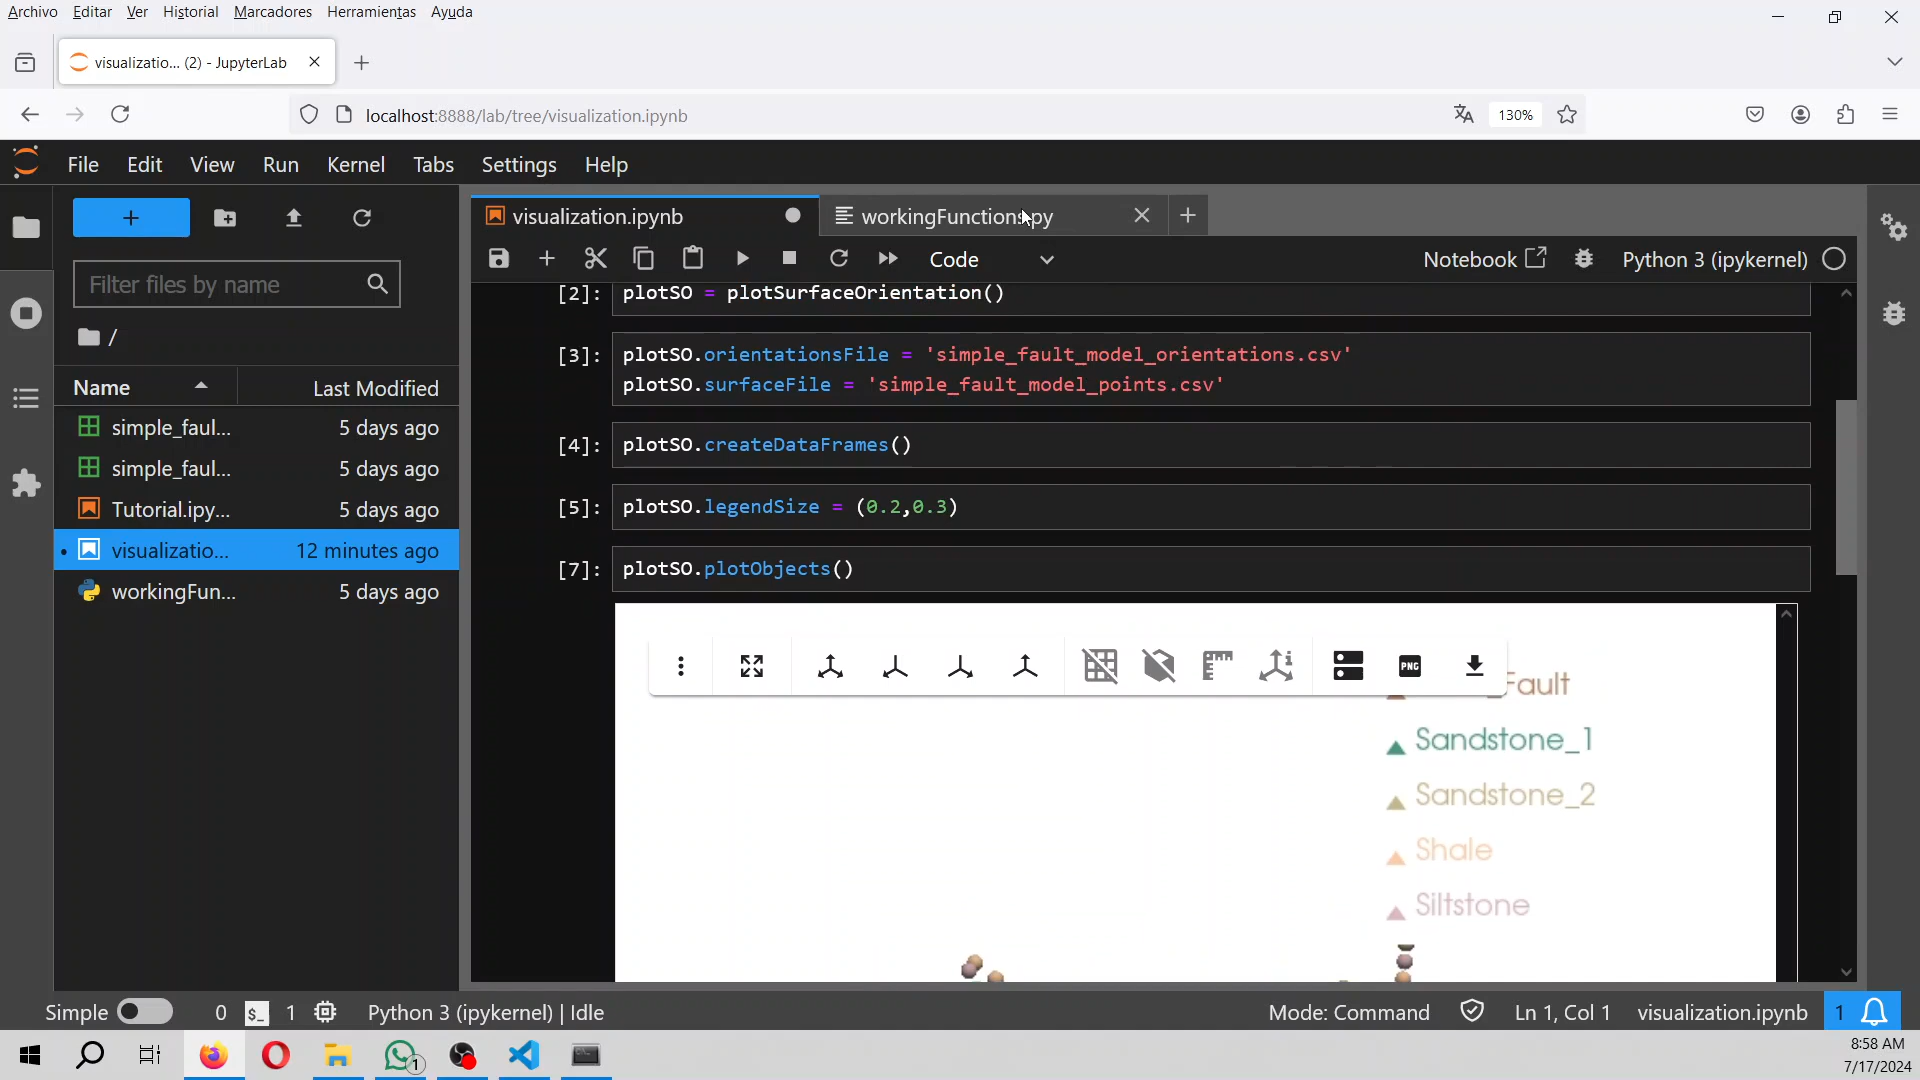 Archivo Editar Ver Historial Marcadores Herramientas Ayuda
visualizatio... (2) - JupyterLab
localhost:8888/lab/tree/visualization.ipynb
130%
File Edit View Run Kernel Tabs Settings Help
visualization.ipynb
workingFunctions.py
Code
Notebook
Python 3 (ipykernel)
Filter files by name
/
Name
Last Modified
simple_faul... 5 days ago
simple_faul... 5 days ago
Tutorial.ipy... 5 days ago
visualizatio... 12 minutes ago
workingFun... 5 days ago
[2]: plotSO = plotSurfaceOrientation()
[3]: plotSO.orientationsFile = 'simple_fault_model_orientations.csv'
plotSO.surfaceFile = 'simple_fault_model_points.csv'
[4]: plotSO.createDataFrames()
[5]: plotSO.legendSize = (0.2,0.3)
[7]: plotSO.plotObjects()
PNG
_Fault
Sandstone_1
Sandstone_2
Shale
Siltstone
Simple 0 $_ 1 Python 3 (ipykernel) | Idle
Mode: Command Ln 1, Col 1 visualization.ipynb 1
1
8:58 AM
7/17/2024